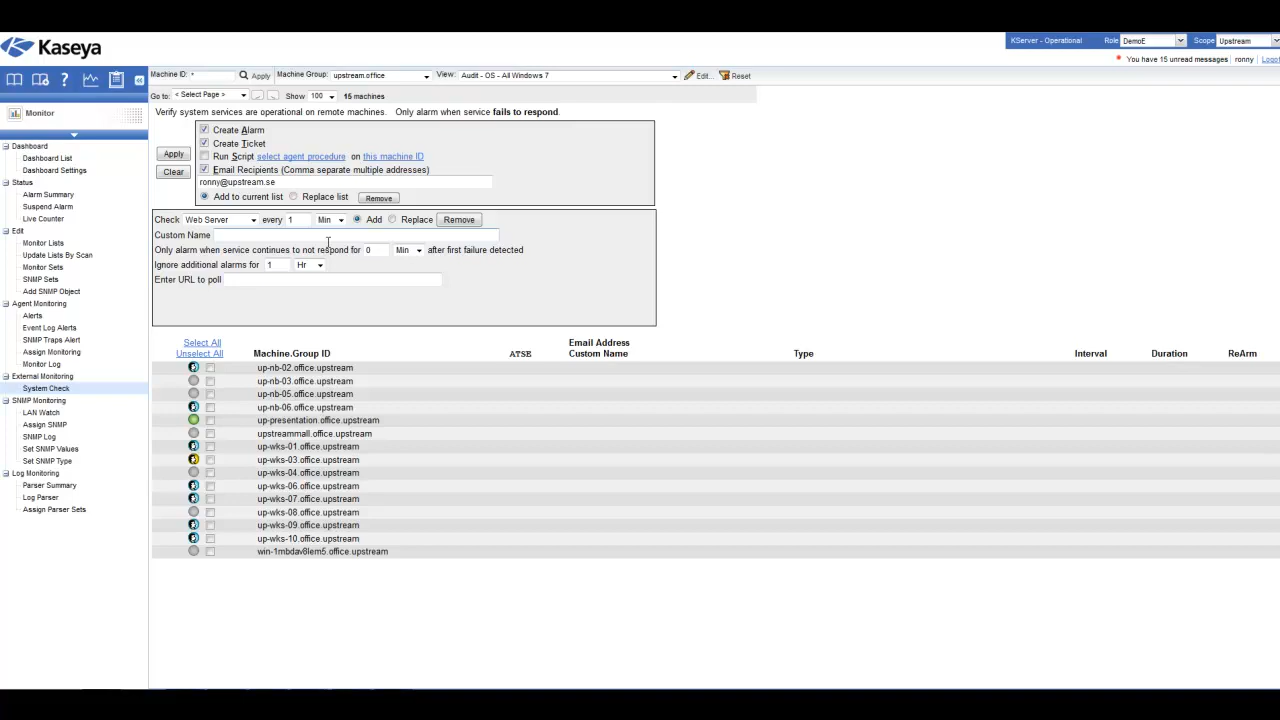 Kaseya
KServer - Operational Role DemoE Scope Upstream
You have 15 unread messages ronny
Machine ID: * Apply Machine Group: upstream.office View: Audit - OS - All Windows 7 Edit... Reset
Go to: < Select Page > Show 100 15 machines
Monitor
Verify system services are operational on remote machines. Only alarm when service fails to respond.
Dashboard
Dashboard List
Dashboard Settings
Status
Alarm Summary
Suspend Alarm
Live Counter
Edit
Monitor Lists
Update Lists By Scan
Monitor Sets
SNMP Sets
Add SNMP Object
Agent Monitoring
Alerts
Event Log Alerts
SNMP Traps Alert
Assign Monitoring
Monitor Log
External Monitoring
System Check
SNMP Monitoring
LAN Watch
Assign SNMP
SNMP Log
Set SNMP Values
Set SNMP Type
Log Monitoring
Parser Summary
Log Parser
Assign Parser Sets
Apply
Clear
Create Alarm
Create Ticket
Run Script select agent procedure on this machine ID
Email Recipients (Comma separate multiple addresses)
ronny@upstream.se
Add to current list Replace list Remove
Check Web Server every 1 Min Add Replace Remove
Custom Name
Only alarm when service continues to not respond for 0 Min after first failure detected
Ignore additional alarms for 1 Hr
Enter URL to poll
Select All
Unselect All
Machine.Group ID
ATSE
Email Address
Custom Name
Type
Interval
Duration
ReArm
up-nb-02.office.upstream
up-nb-03.office.upstream
up-nb-05.office.upstream
up-nb-06.office.upstream
up-presentation.office.upstream
upstreammall.office.upstream
up-wks-01.office.upstream
up-wks-03.office.upstream
up-wks-04.office.upstream
up-wks-06.office.upstream
up-wks-07.office.upstream
up-wks-08.office.upstream
up-wks-09.office.upstream
up-wks-10.office.upstream
win-1mbdav8lem5.office.upstream